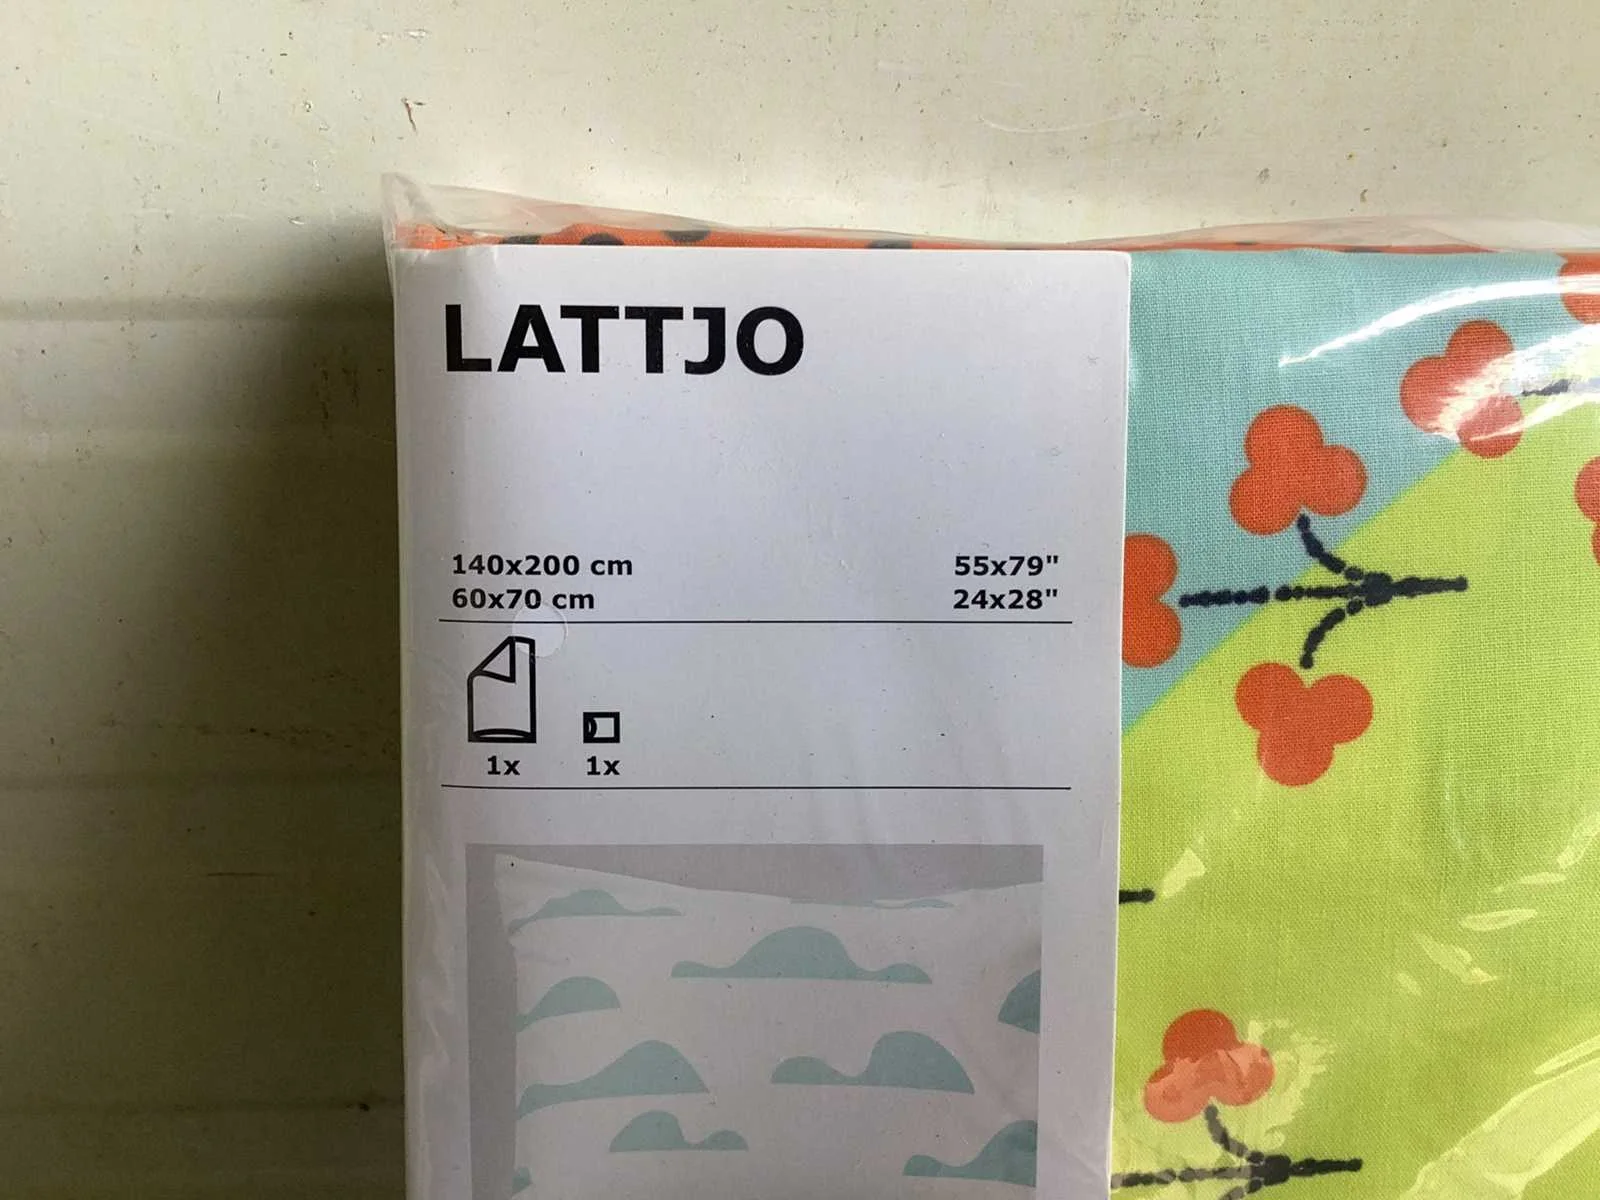 LATTJO
140x200 cm 55x79"
60x70 cm 24x28"
1x 1x